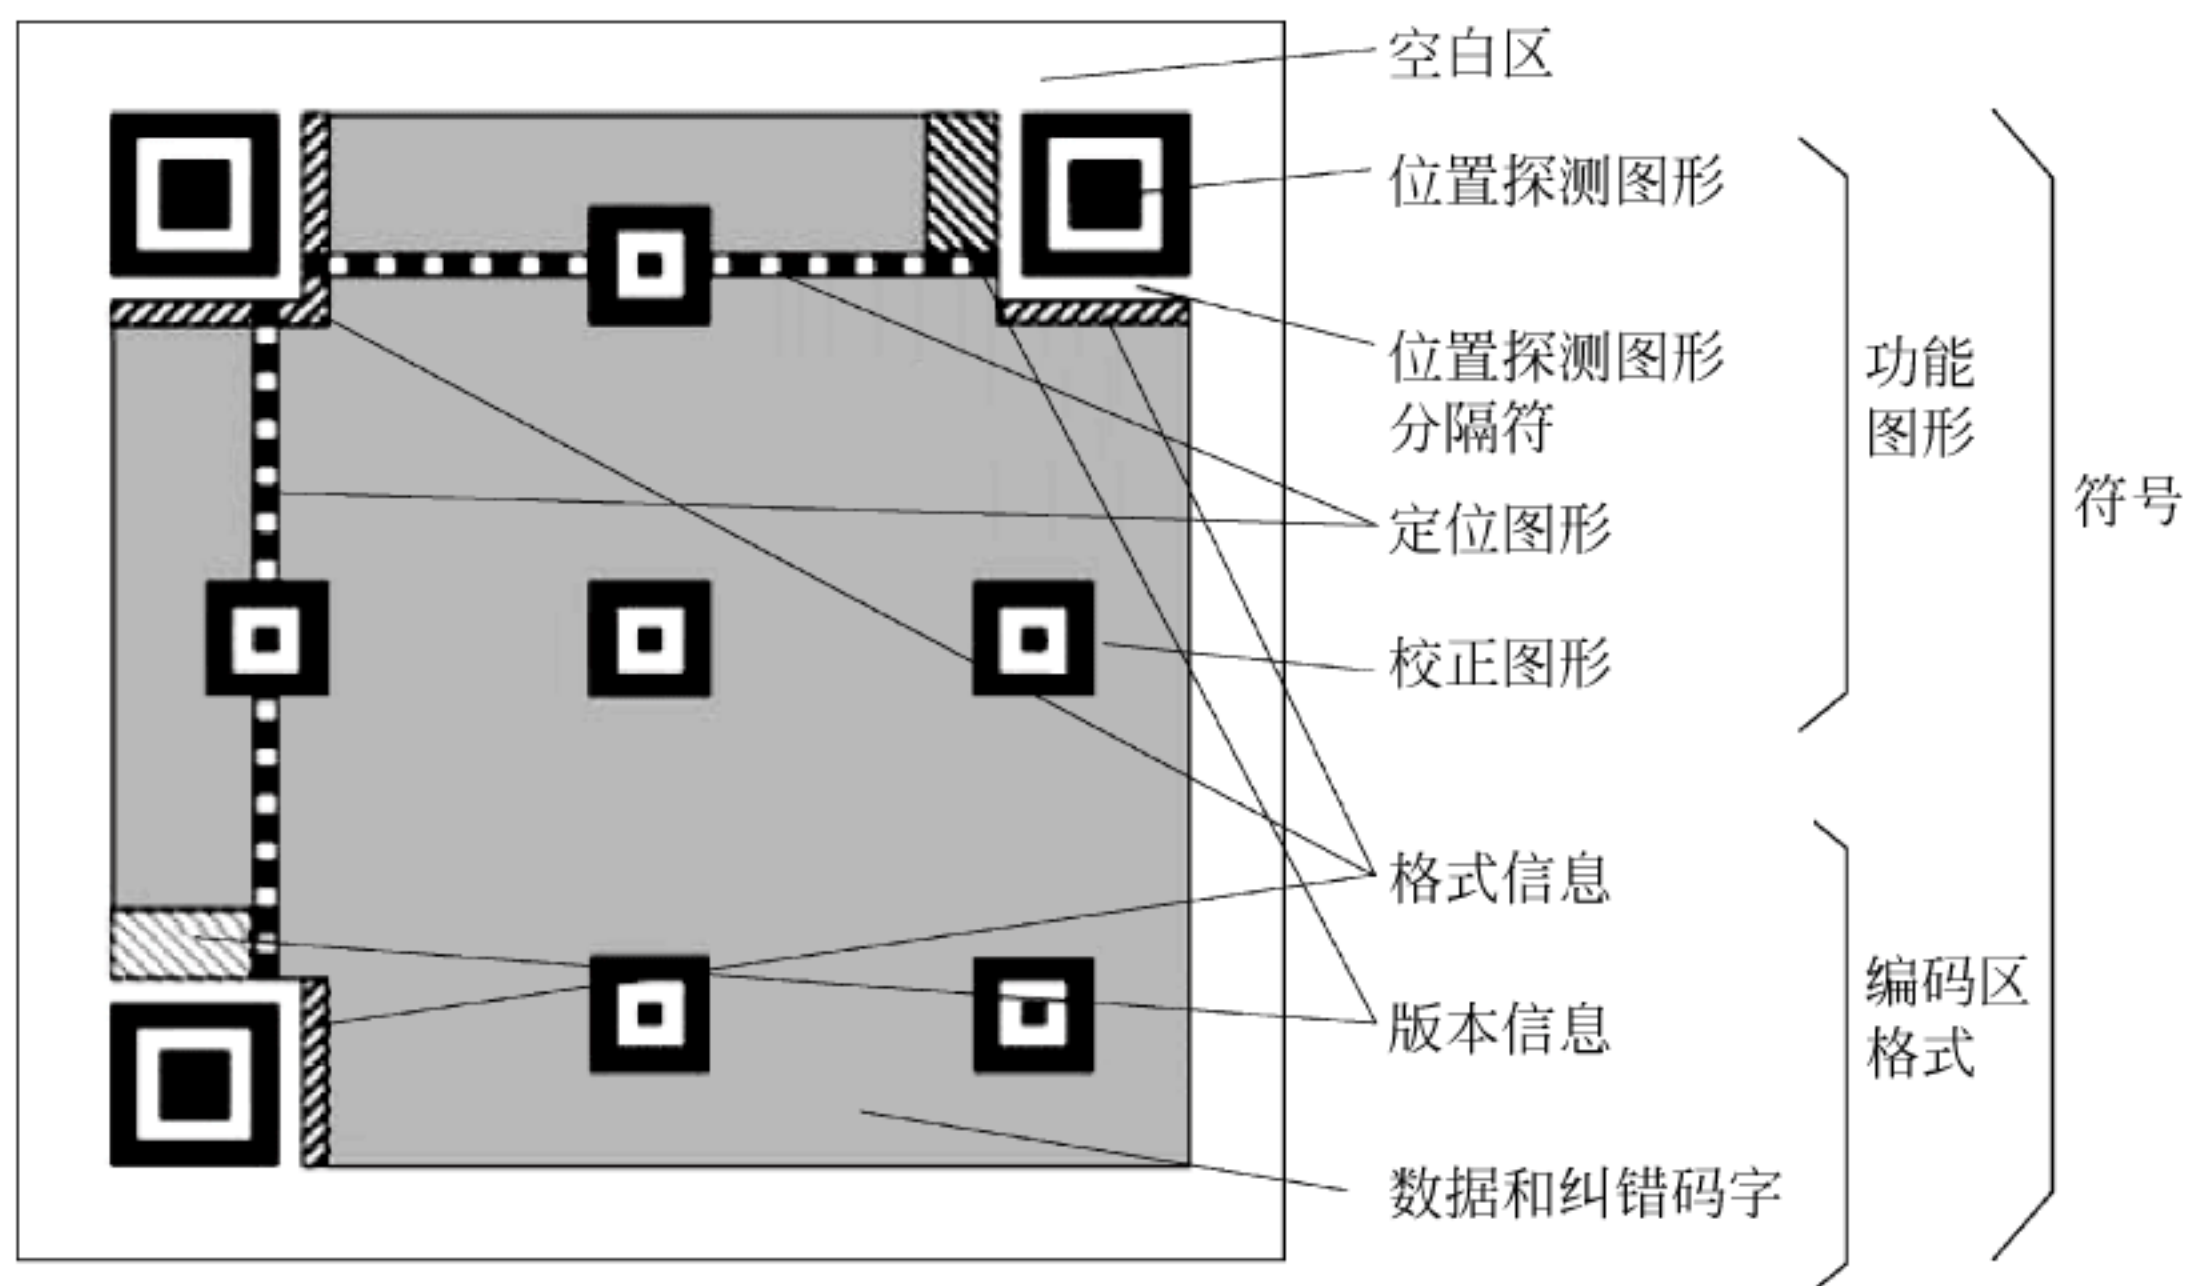 空白区
位置探测图形
位置探测图形
分隔符
定位图形
校正图形
功能
图形
符号
格式信息
版本信息
编码区
格式
数据和纠错码字